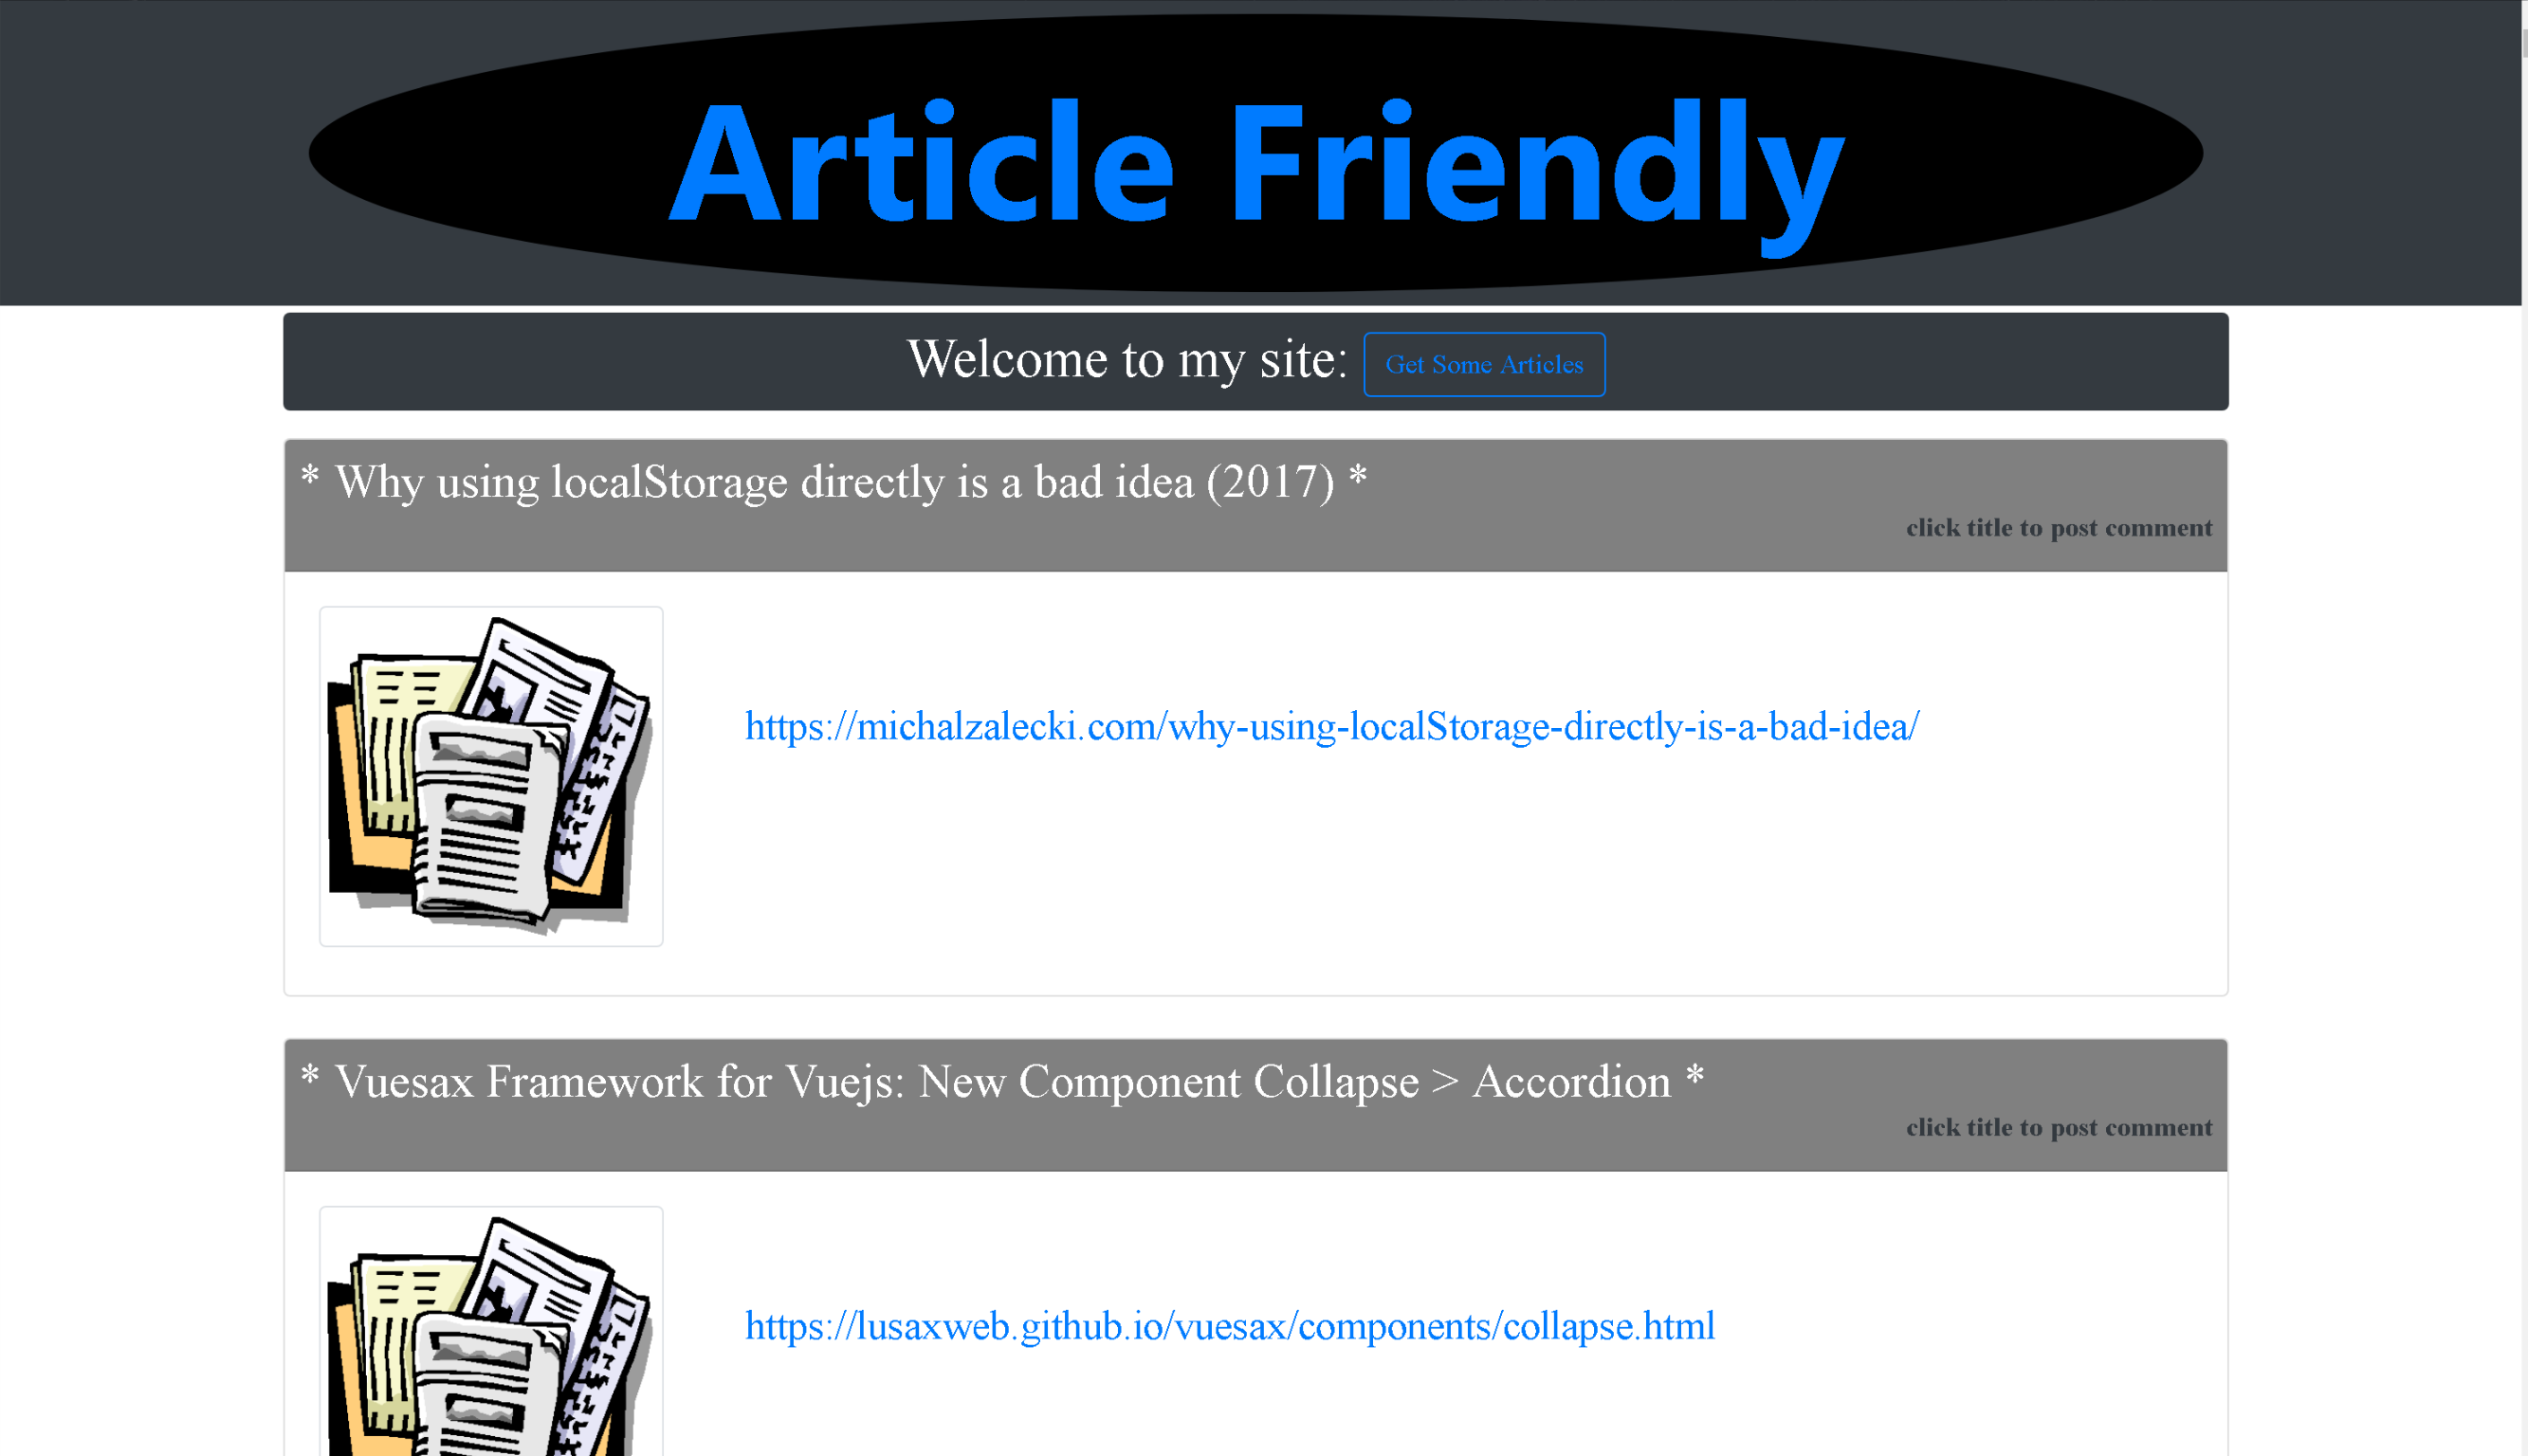 Article Friendly
Welcome to my site: Get Some Articles
* Why using localStorage directly is a bad idea (2017) *
click title to post comment
https://michalzalecki.com/why-using-localStorage-directly-is-a-bad-idea/
* Vuesax Framework for Vuejs: New Component Collapse > Accordion *
click title to post comment
https://lusaxweb.github.io/vuesax/components/collapse.html